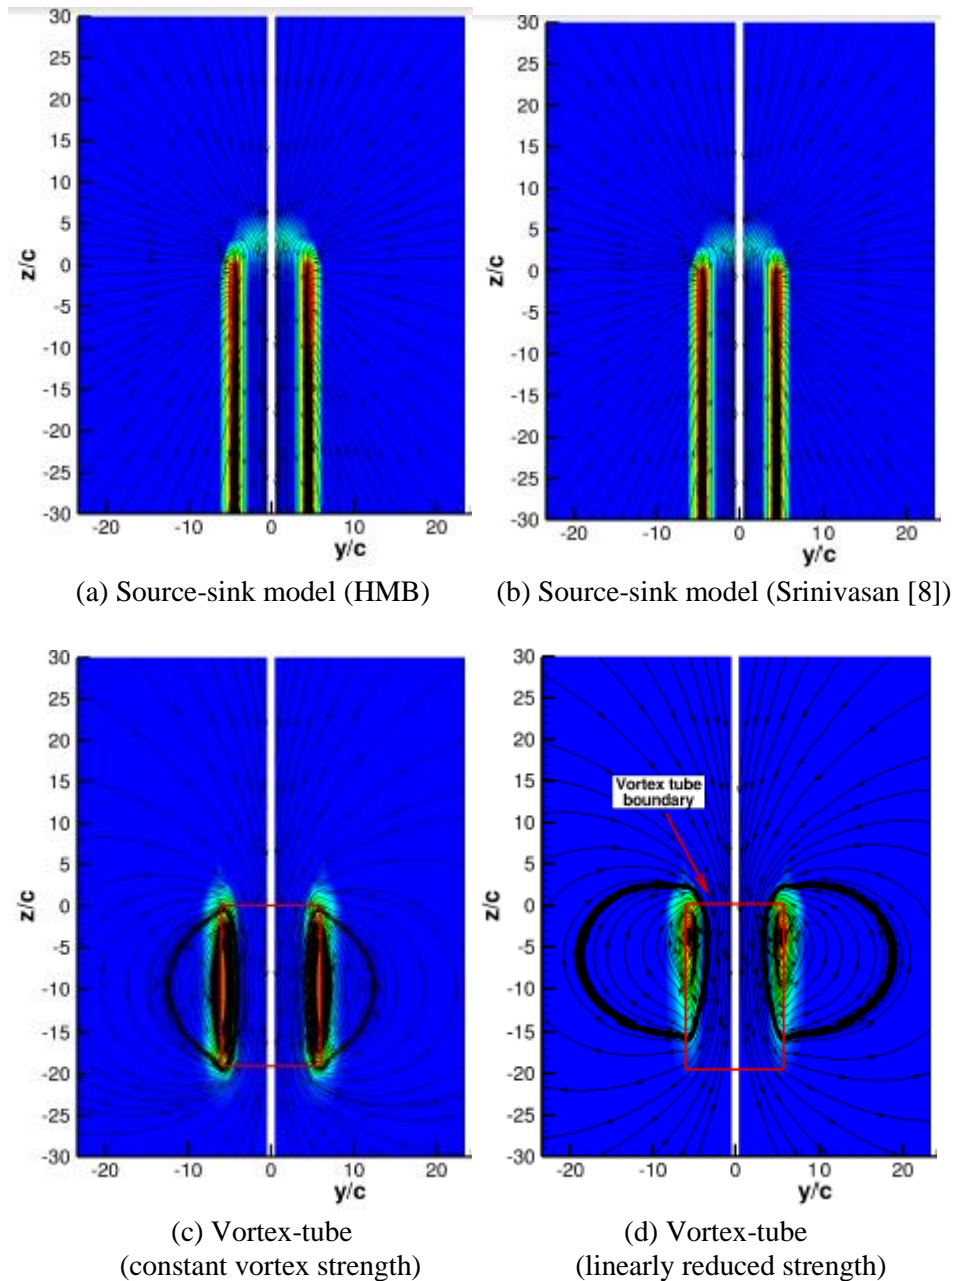 30
25
20
15
10
5
0
-5
-10
-15
-20
-25
-30
z/c
-20 -10 0 10 20
y/c
(a) Source-sink model (HMB)
30
25
20
15
10
5
0
-5
-10
-15
-20
-25
-30
z/c
-20 -10 0 10 20
y/c
(b) Source-sink model (Srinivasan [8])
30
25
20
15
10
5
0
-5
-10
-15
-20
-25
-30
z/c
-20 -10 0 10 20
y/c
(c) Vortex-tube
(constant vortex strength)
30
25
20
15
10
5
0
-5
-10
-15
-20
-25
-30
z/c
Vortex tube
boundary
-20 -10 0 10 20
y/c
(d) Vortex-tube
(linearly reduced strength)